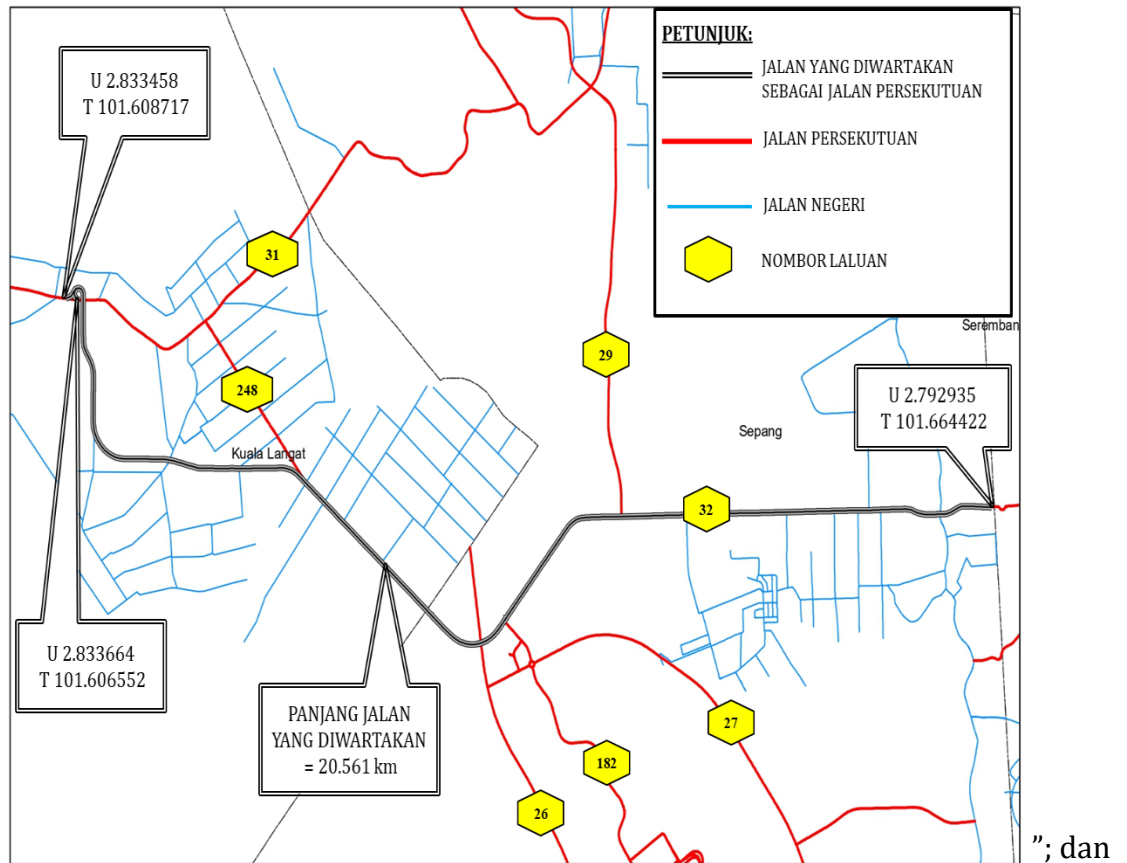 U 2.833458
T 101.608717
PETUNJUK:
JALAN YANG DIWARTAKAN
SEBAGAI JALAN PERSEKUTUAN
JALAN PERSEKUTUAN
JALAN NEGERI
NOMBOR LALUAN
31
29
Seremban
248
U 2.792935
T 101.664422
Sepang
Kuala Langat
32
U 2.833664
T 101.606552
PANJANG JALAN
YANG DIWARTAKAN
= 20.561 km
27
182
26
”; dan